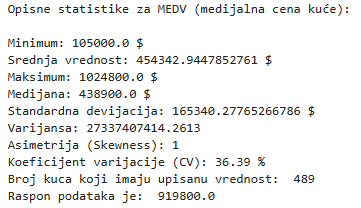 Opisne statistike za MEDV (medijalna cena kuće):
Minimum: 105000.0 $
Srednja vrednost: 454342.9447852761 $
Maksimum: 1024800.0 $
Medijana: 438900.0 $
Standardna devijacija: 165340.27765266786 $
Varijansa: 27337407414.2613
Asimetrija (Skewness): 1
Koeficijent varijacije (CV): 36.39 %
Broj kuca koji imaju upisanu vrednost:  489
Raspon podataka je:  919800.0